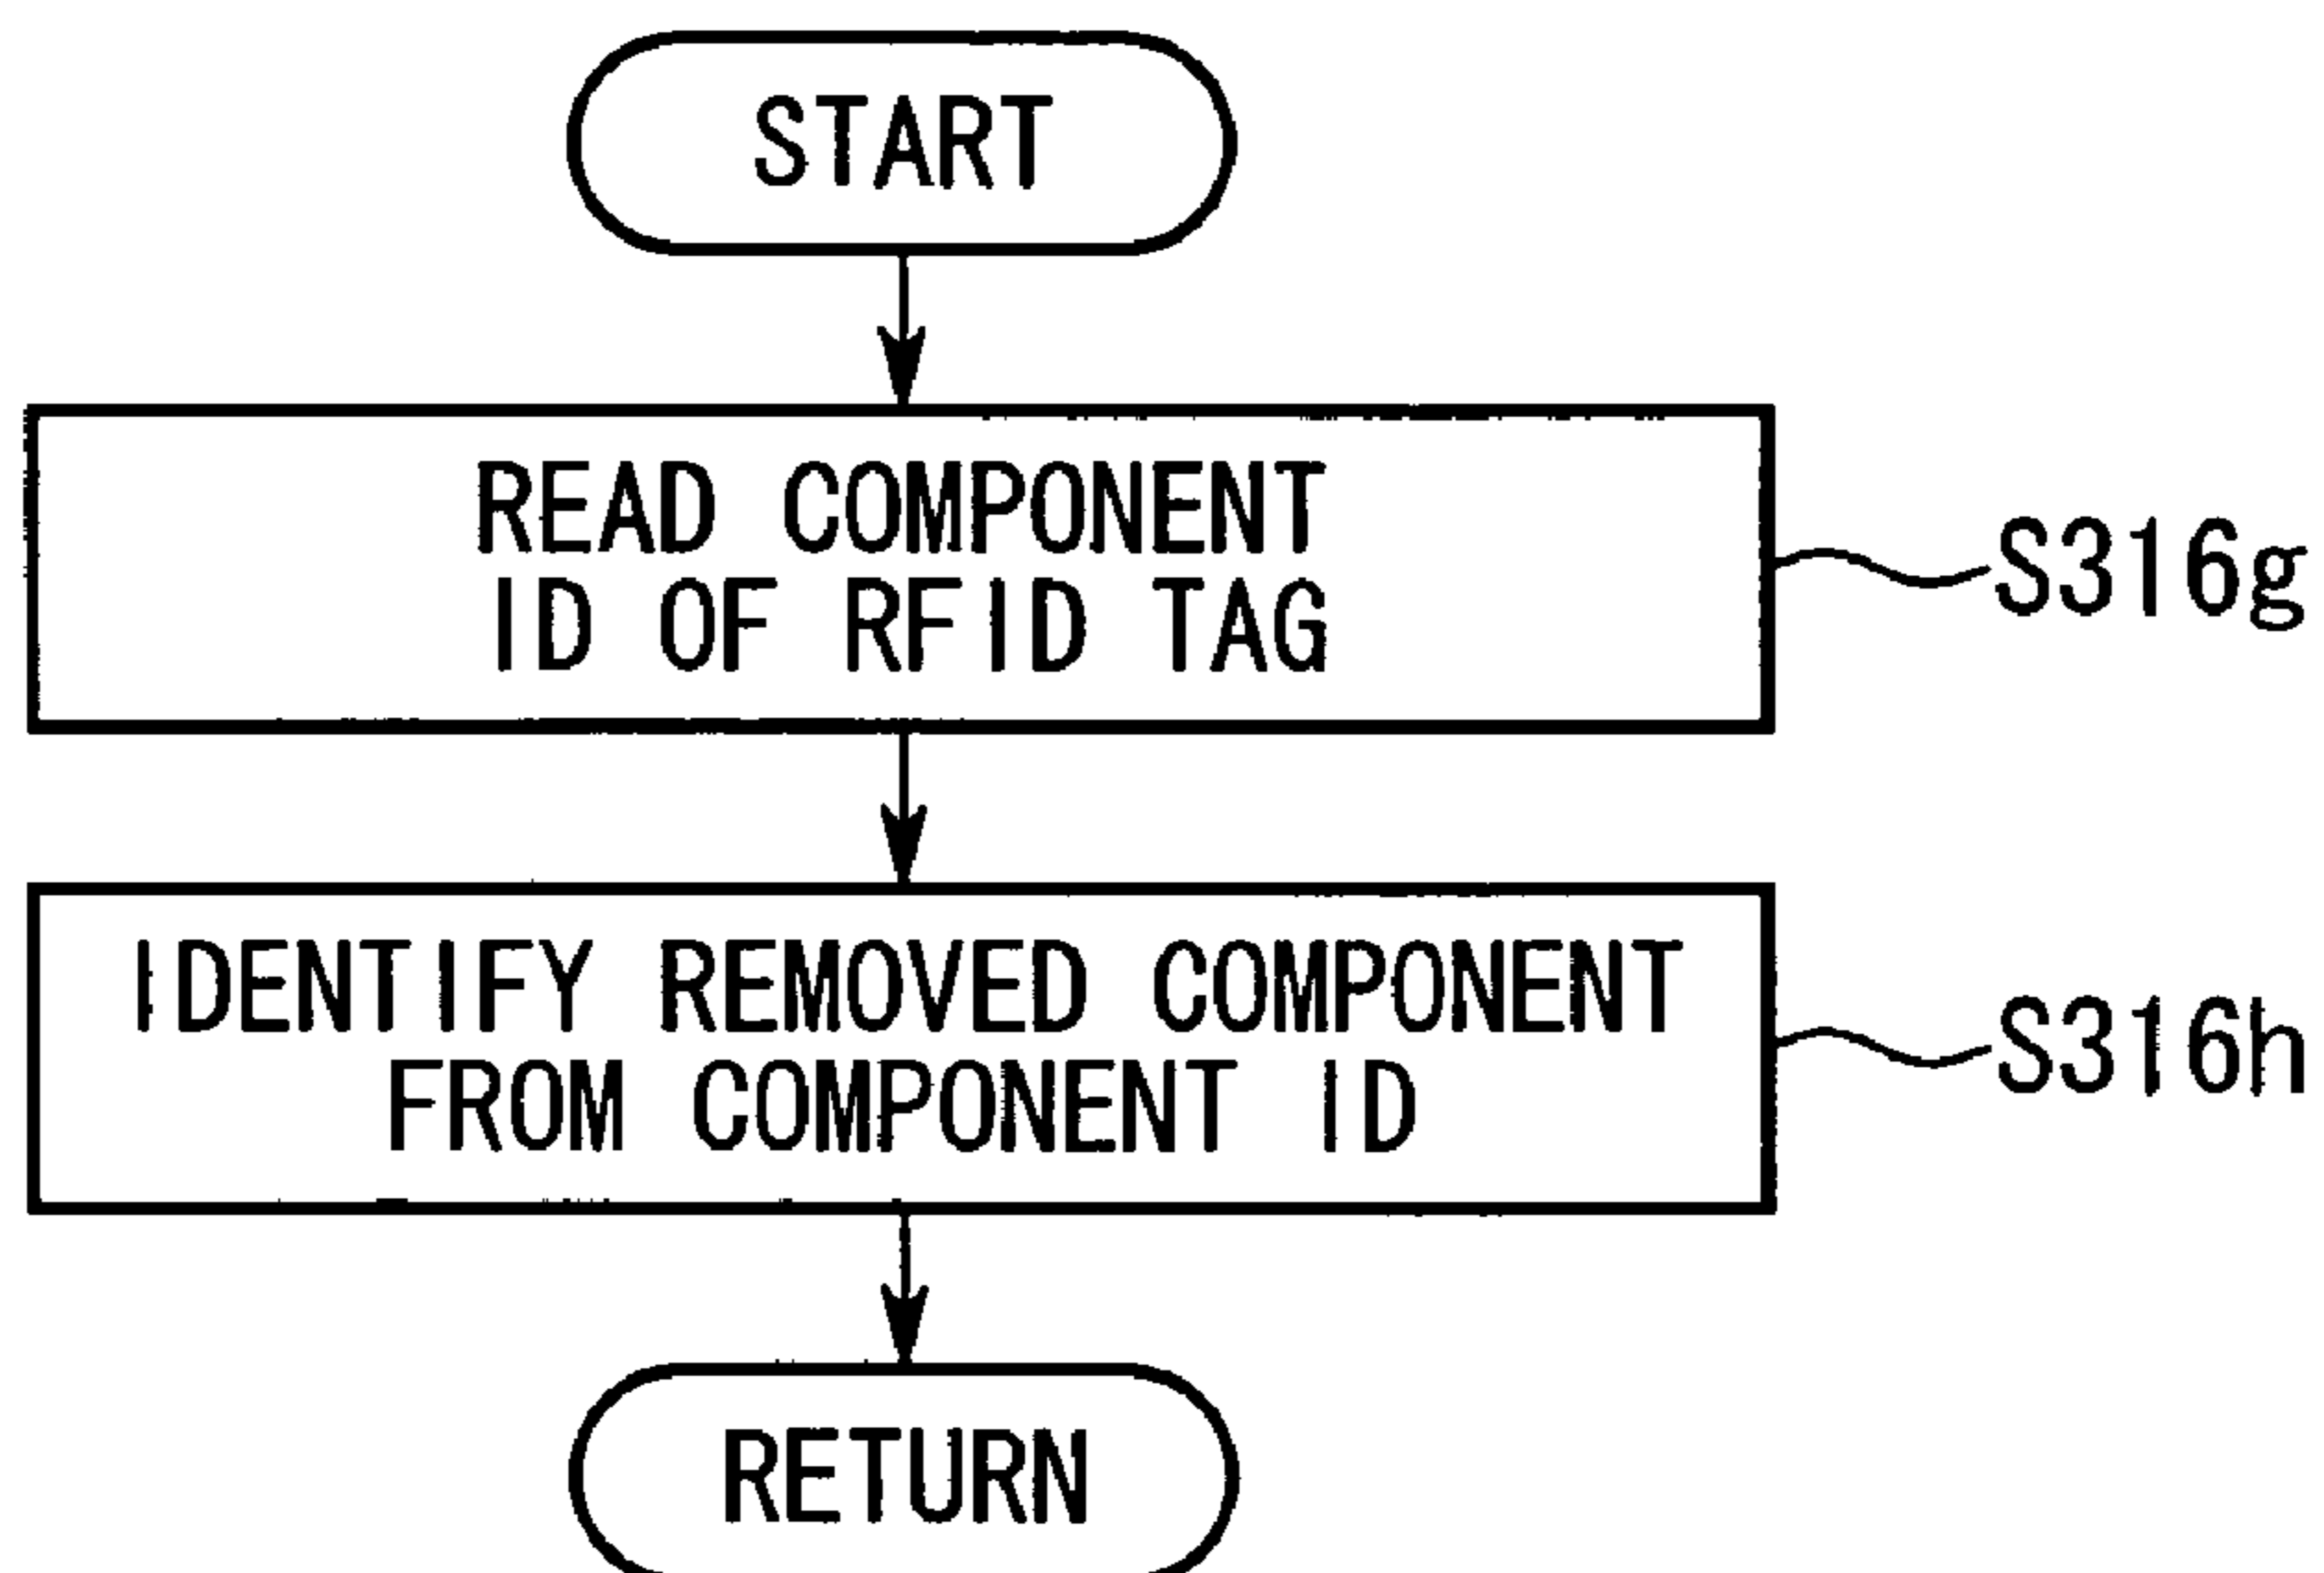 START
READ COMPONENT
ID OF RFID TAG
S316g
IDENTIFY REMOVED COMPONENT
FROM COMPONENT ID
S316h
RETURN